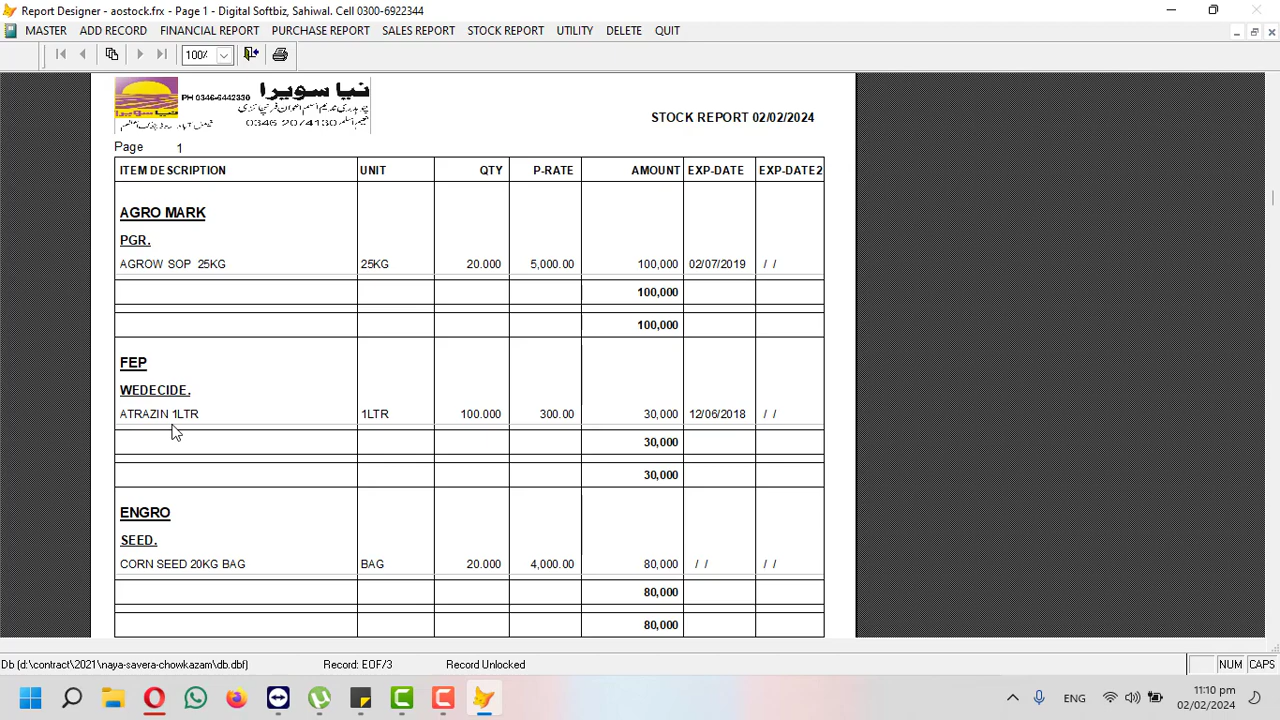 Report Designer - aostock.frx - Page 1 - Digital Softbiz, Sahiwal. Cell 0300-6922344
MASTER ADD RECORD FINANCIAL REPORT PURCHASE REPORT SALES REPORT STOCK REPORT UTILITY DELETE QUIT
100%
نیا سویرا
PH 0346-6442330
0346 2074130
STOCK REPORT 02/02/2024
Page 1
ITEM DESCRIPTION UNIT QTY P-RATE AMOUNT EXP-DATE EXP-DATE2
AGRO MARK
PGR.
AGROW SOP 25KG 25KG 20.000 5,000.00 100,000 02/07/2019 / /
100,000
100,000
FEP
WEDECIDE.
ATRAZIN 1LTR 1LTR 100.000 300.00 30,000 12/06/2018 / /
30,000
30,000
ENGRO
SEED.
CORN SEED 20KG BAG BAG 20.000 4,000.00 80,000 / / / /
80,000
80,000
Db (d:\contract\2021\naya-savera-chowkazam\db.dbf) Record: EOF/3 Record Unlocked NUM CAPS
ENG 11:10 pm
02/02/2024